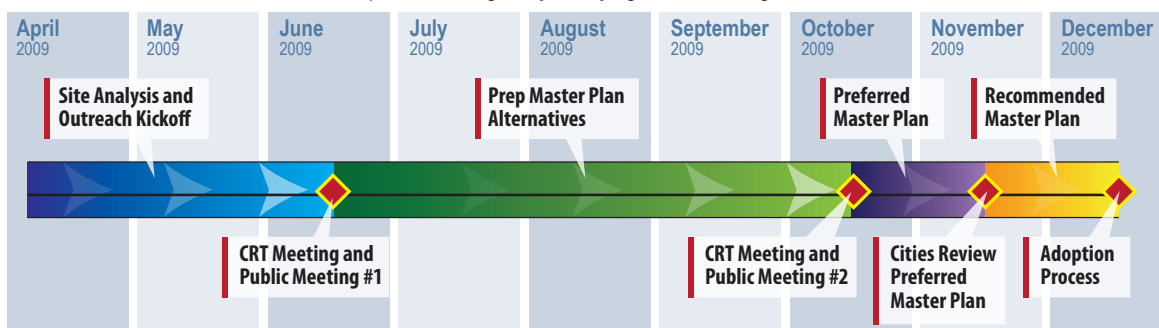 April
2009
May
2009
June
2009
July
2009
August
2009
September
2009
October
2009
November
2009
December
2009
Site Analysis and
Outreach Kickoff
Prep Master Plan
Alternatives
Preferred
Master Plan
Recommended
Master Plan
CRT Meeting and
Public Meeting #1
CRT Meeting and
Public Meeting #2
Cities Review
Preferred
Master Plan
Adoption
Process